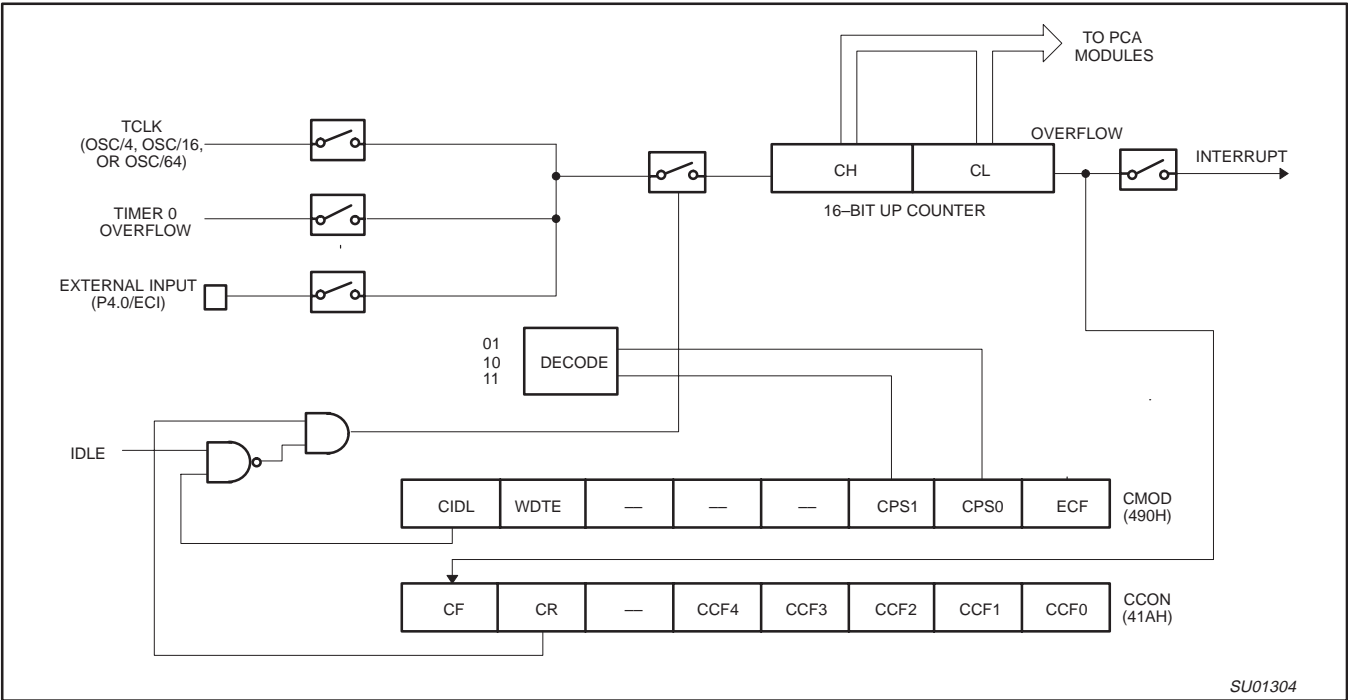 TO PCA
MODULES
TCLK
(OSC/4, OSC/16,
OR OSC/64)
OVERFLOW
INTERRUPT
CH
CL
TIMER 0
OVERFLOW
16–BIT UP COUNTER
EXTERNAL INPUT
(P4.0/ECI)
01
10
11
DECODE
IDLE
CIDL WDTE –– –– –– CPS1 CPS0 ECF
CMOD
(490H)
CF CR –– CCF4 CCF3 CCF2 CCF1 CCF0
CCON
(41AH)
SU01304